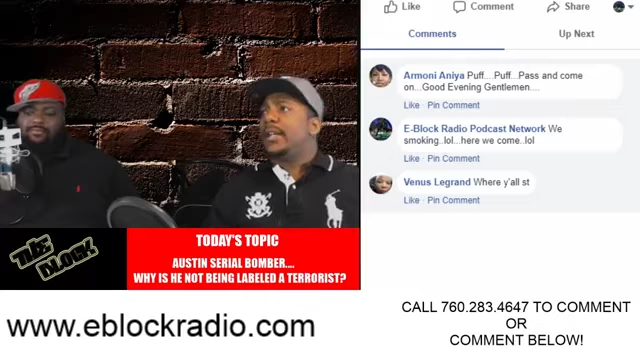 Like Comment Share
Comments Up Next
Armoni Aniya Puff....Puff...Pass and come
on...Good Evening Gentlemen....
Like · Pin Comment
E-Block Radio Podcast Network We
smoking..lol...here we come..lol
Like · Pin Comment
Venus Legrand Where y'all st
Like · Pin Comment
THE BLOCK
TODAY'S TOPIC
AUSTIN SERIAL BOMBER....
WHY IS HE NOT BEING LABELED A TERRORIST?
www.eblockradio.com
CALL 760.283.4647 TO COMMENT
OR
COMMENT BELOW!